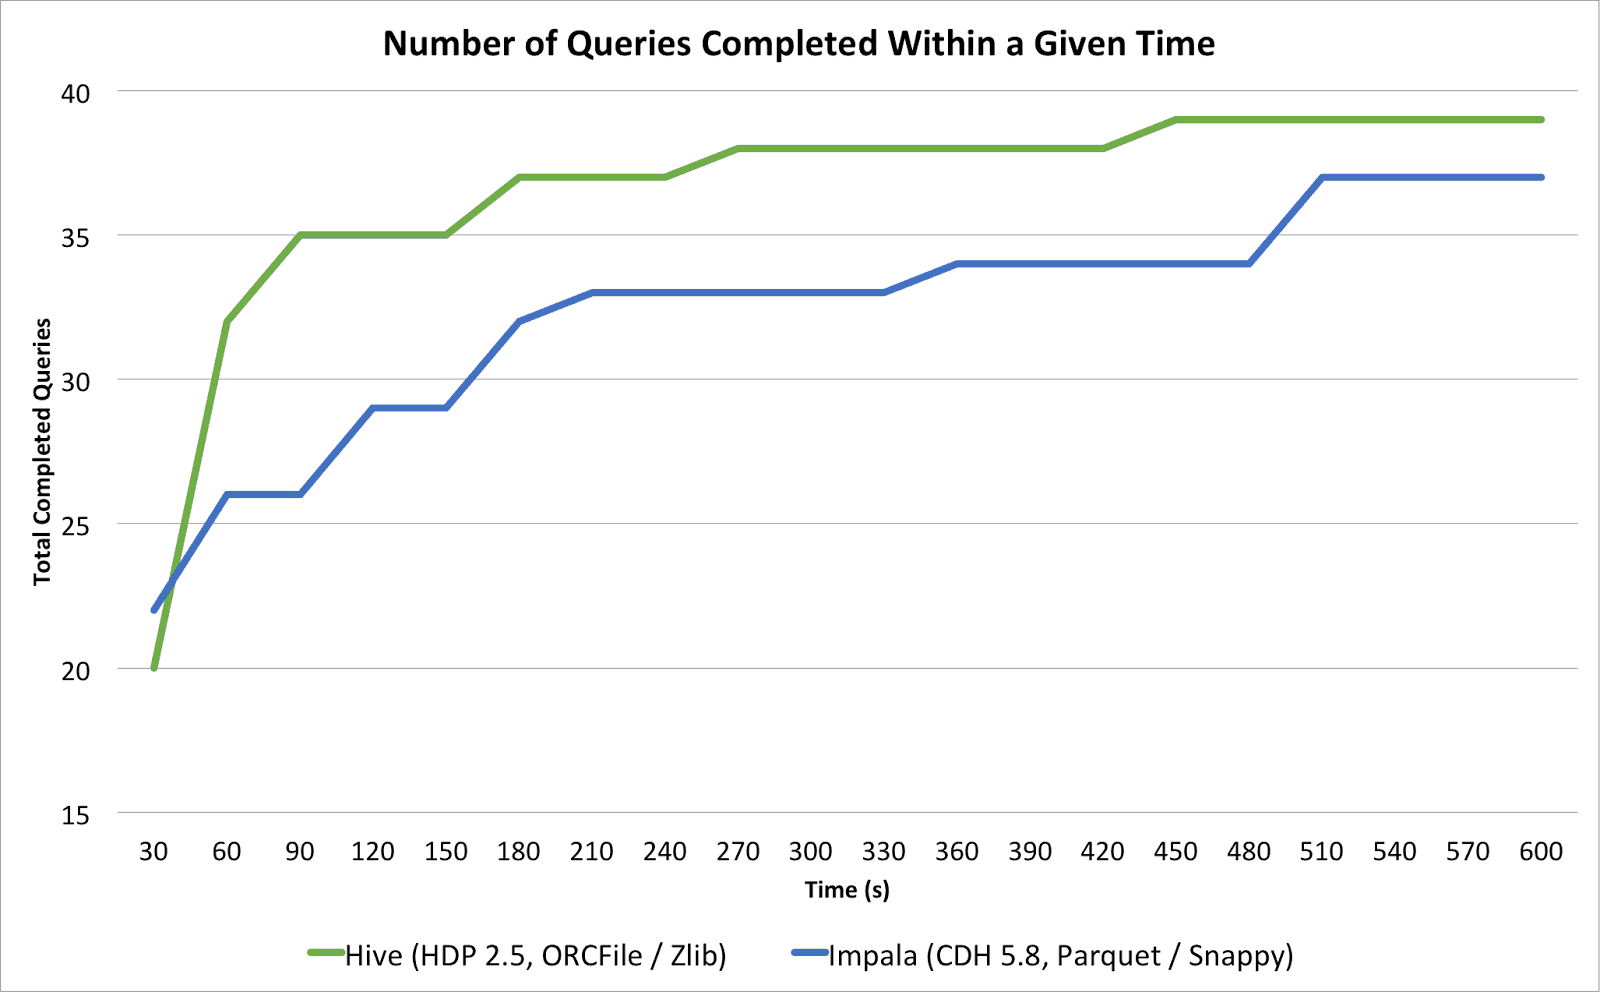 Number of Queries Completed Within a Given Time
Total Completed Queries
40
35
30
25
20
15
30 60 90 120 150 180 210 240 270 300 330 360 390 420 450 480 510 540 570 600
Time (s)
Hive (HDP 2.5, ORCFile / Zlib) Impala (CDH 5.8, Parquet / Snappy)